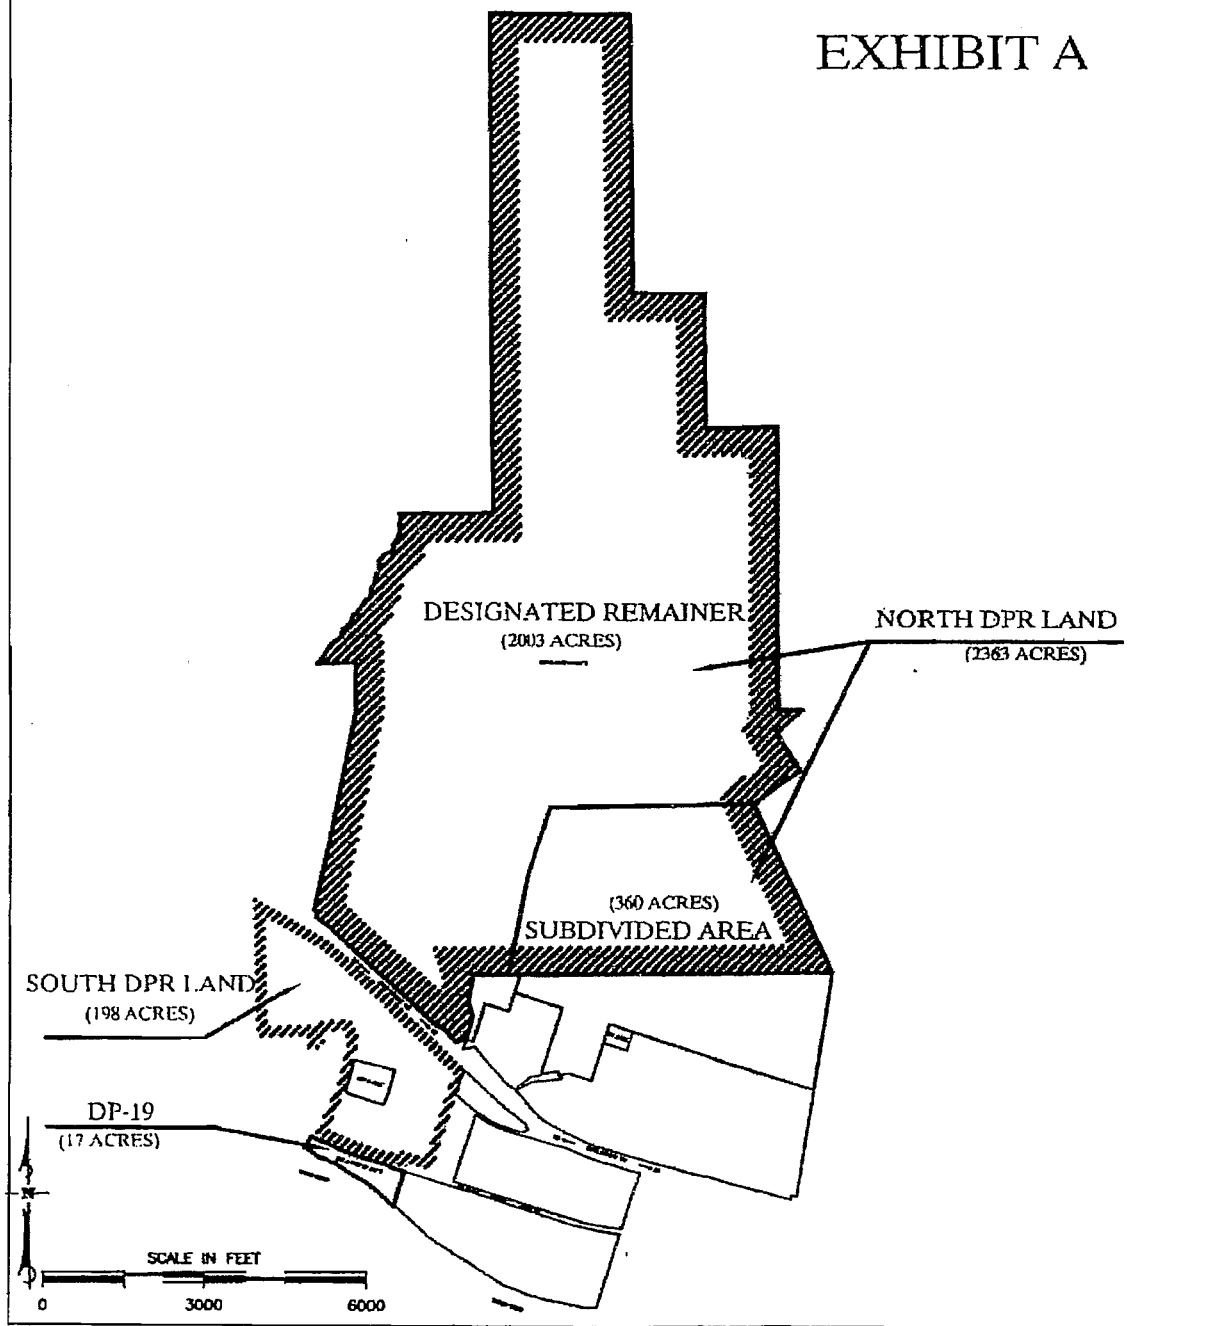 EXHIBIT A
DESIGNATED REMAINER
(2003 ACRES)
NORTH DPR LAND
(2363 ACRES)
(360 ACRES)
SUBDIVIDED AREA
SOUTH DPR LAND
(198 ACRES)
DP-19
(17 ACRES)
N
SCALE IN FEET
0 3000 6000